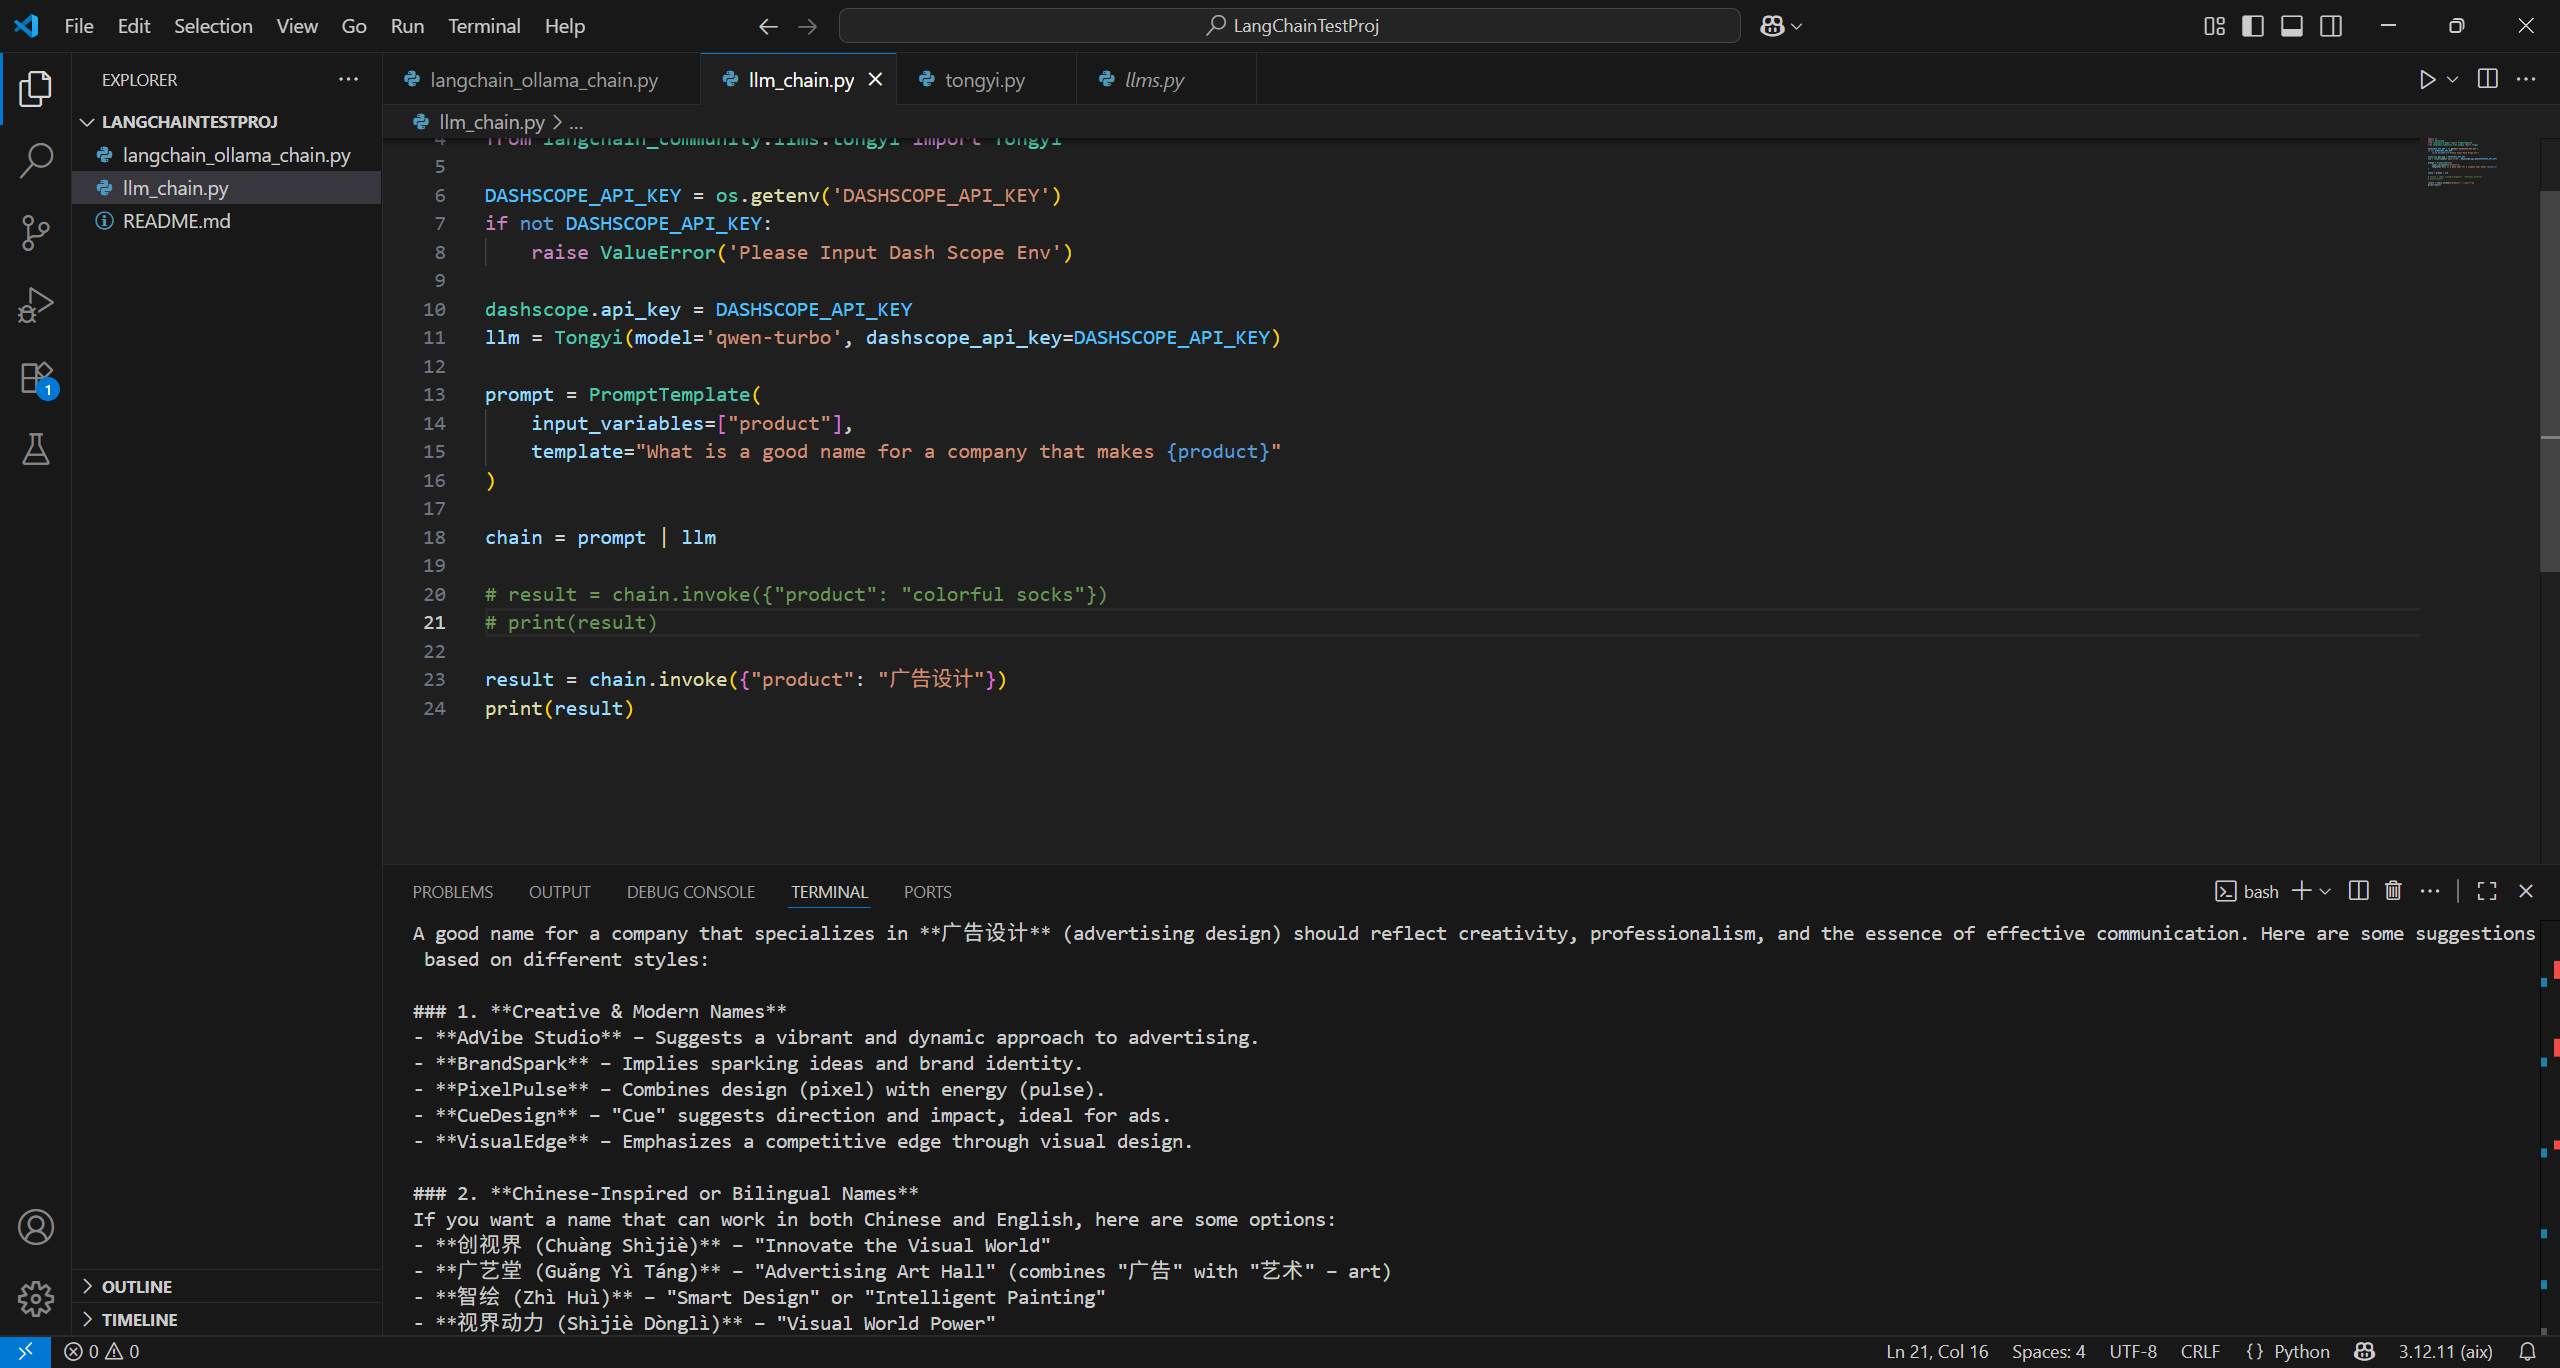 File Edit Selection View Go Run Terminal Help
LangChainTestProj
EXPLORER
LANGCHAINTESTPROJ
langchain_ollama_chain.py
llm_chain.py
README.md
OUTLINE
TIMELINE
langchain_ollama_chain.py llm_chain.py tongyi.py llms.py
llm_chain.py > ...
4 from langchain_community.llms.tongyi import Tongyi
5
6 DASHSCOPE_API_KEY = os.getenv('DASHSCOPE_API_KEY')
7 if not DASHSCOPE_API_KEY:
8     raise ValueError('Please Input Dash Scope Env')
9
10 dashscope.api_key = DASHSCOPE_API_KEY
11 llm = Tongyi(model='qwen-turbo', dashscope_api_key=DASHSCOPE_API_KEY)
12
13 prompt = PromptTemplate(
14     input_variables=["product"],
15     template="What is a good name for a company that makes {product}"
16 )
17
18 chain = prompt | llm
19
20 # result = chain.invoke({"product": "colorful socks"})
21 # print(result)
22
23 result = chain.invoke({"product": "广告设计"})
24 print(result)
PROBLEMS OUTPUT DEBUG CONSOLE TERMINAL PORTS
bash
A good name for a company that specializes in **广告设计** (advertising design) should reflect creativity, professionalism, and the essence of effective communication. Here are some suggestions
based on different styles:
### 1. **Creative & Modern Names**
- **AdVibe Studio** – Suggests a vibrant and dynamic approach to advertising.
- **BrandSpark** – Implies sparking ideas and brand identity.
- **PixelPulse** – Combines design (pixel) with energy (pulse).
- **CueDesign** – "Cue" suggests direction and impact, ideal for ads.
- **VisualEdge** – Emphasizes a competitive edge through visual design.
### 2. **Chinese-Inspired or Bilingual Names**
If you want a name that can work in both Chinese and English, here are some options:
- **创视界 (Chuàng Shìjiè)** – "Innovate the Visual World"
- **广艺堂 (Guǎng Yì Táng)** – "Advertising Art Hall" (combines "广告" with "艺术" – art)
- **智绘 (Zhì Huì)** – "Smart Design" or "Intelligent Painting"
- **视界动力 (Shìjiè Dònglì)** – "Visual World Power"
1
0 0
Ln 21, Col 16 Spaces: 4 UTF-8 CRLF {} Python 3.12.11 (aix)